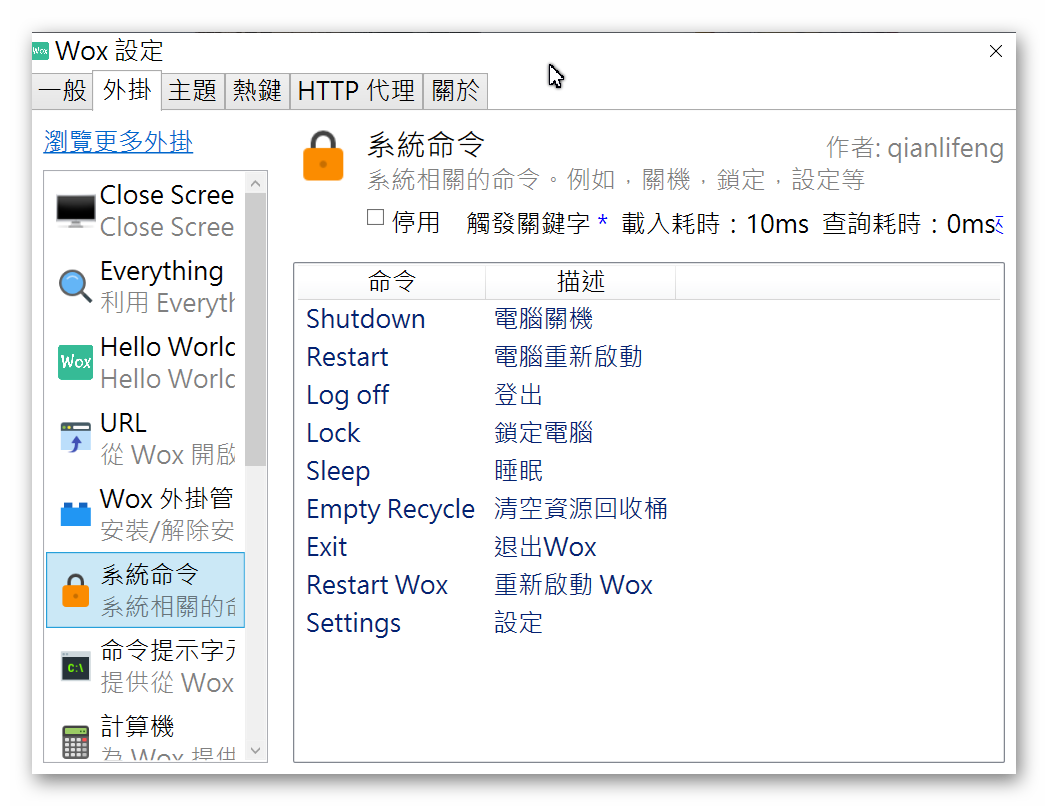 Wox 設定
一般 外掛 主題 熱鍵 HTTP 代理 關於
瀏覽更多外掛
Close Scree
Close Scree
Everything
利用 Everyth
Hello World
Hello World
Wox
URL
從 Wox 開啟
Wox 外掛管
安裝/解除安
系統命令
系統相關的命
命令提示字元
提供從 Wox
C:\
計算機
為 Wox 提供
系統命令
作者: qianlifeng
系統相關的命令。例如，關機，鎖定，設定等
停用 觸發關鍵字 * 載入耗時：10ms 查詢耗時：0ms
命令 描述
Shutdown 電腦關機
Restart 電腦重新啟動
Log off 登出
Lock 鎖定電腦
Sleep 睡眠
Empty Recycle 清空資源回收桶
Exit 退出Wox
Restart Wox 重新啟動 Wox
Settings 設定